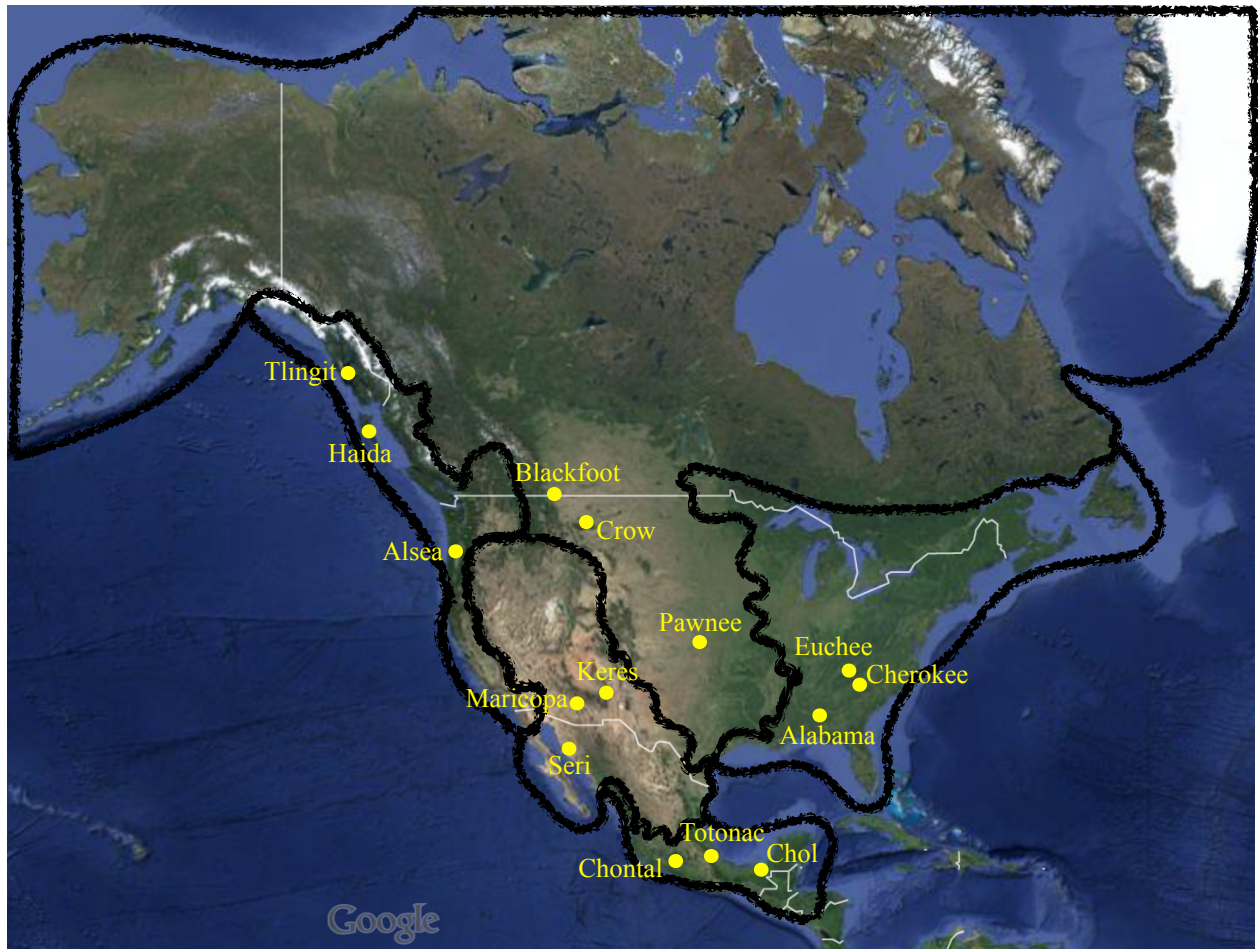 Tlingit
Haida
Blackfoot
Crow
Alsea
Pawnee
Euchee
Cherokee
Keres
Maricopa
Alabama
Seri
Totonac
Chol
Chontal
Google